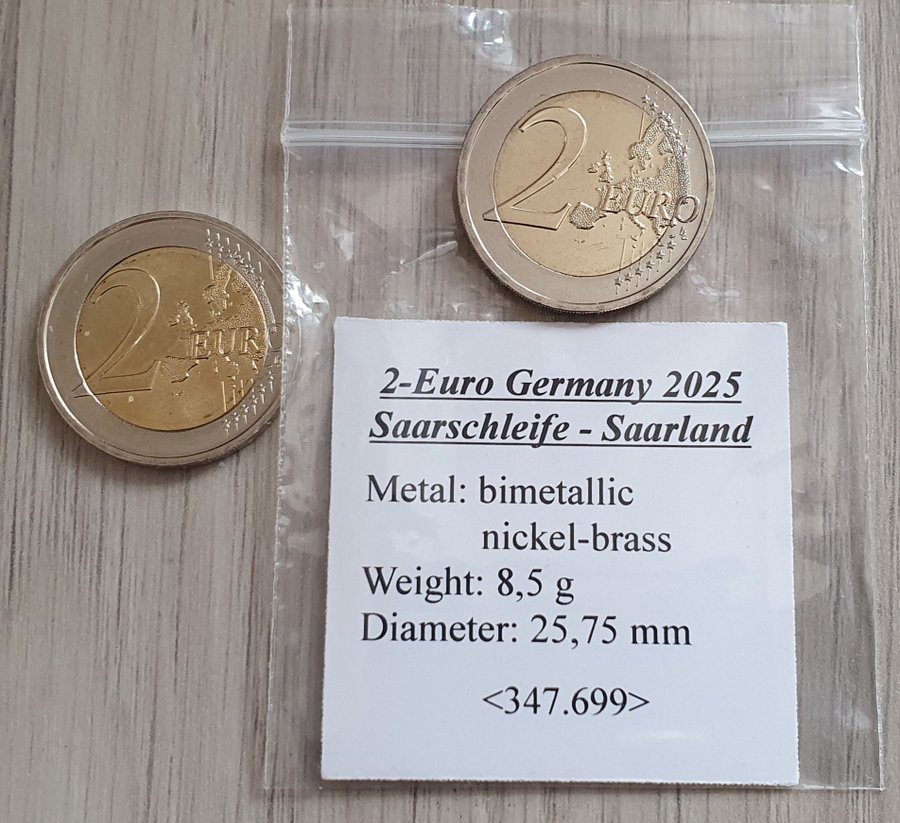 2 EURO
2 EUR
2-Euro Germany 2025
Saarschleife - Saarland
Metal: bimetallic
nickel-brass
Weight: 8,5 g
Diameter: 25,75 mm
<347.699>